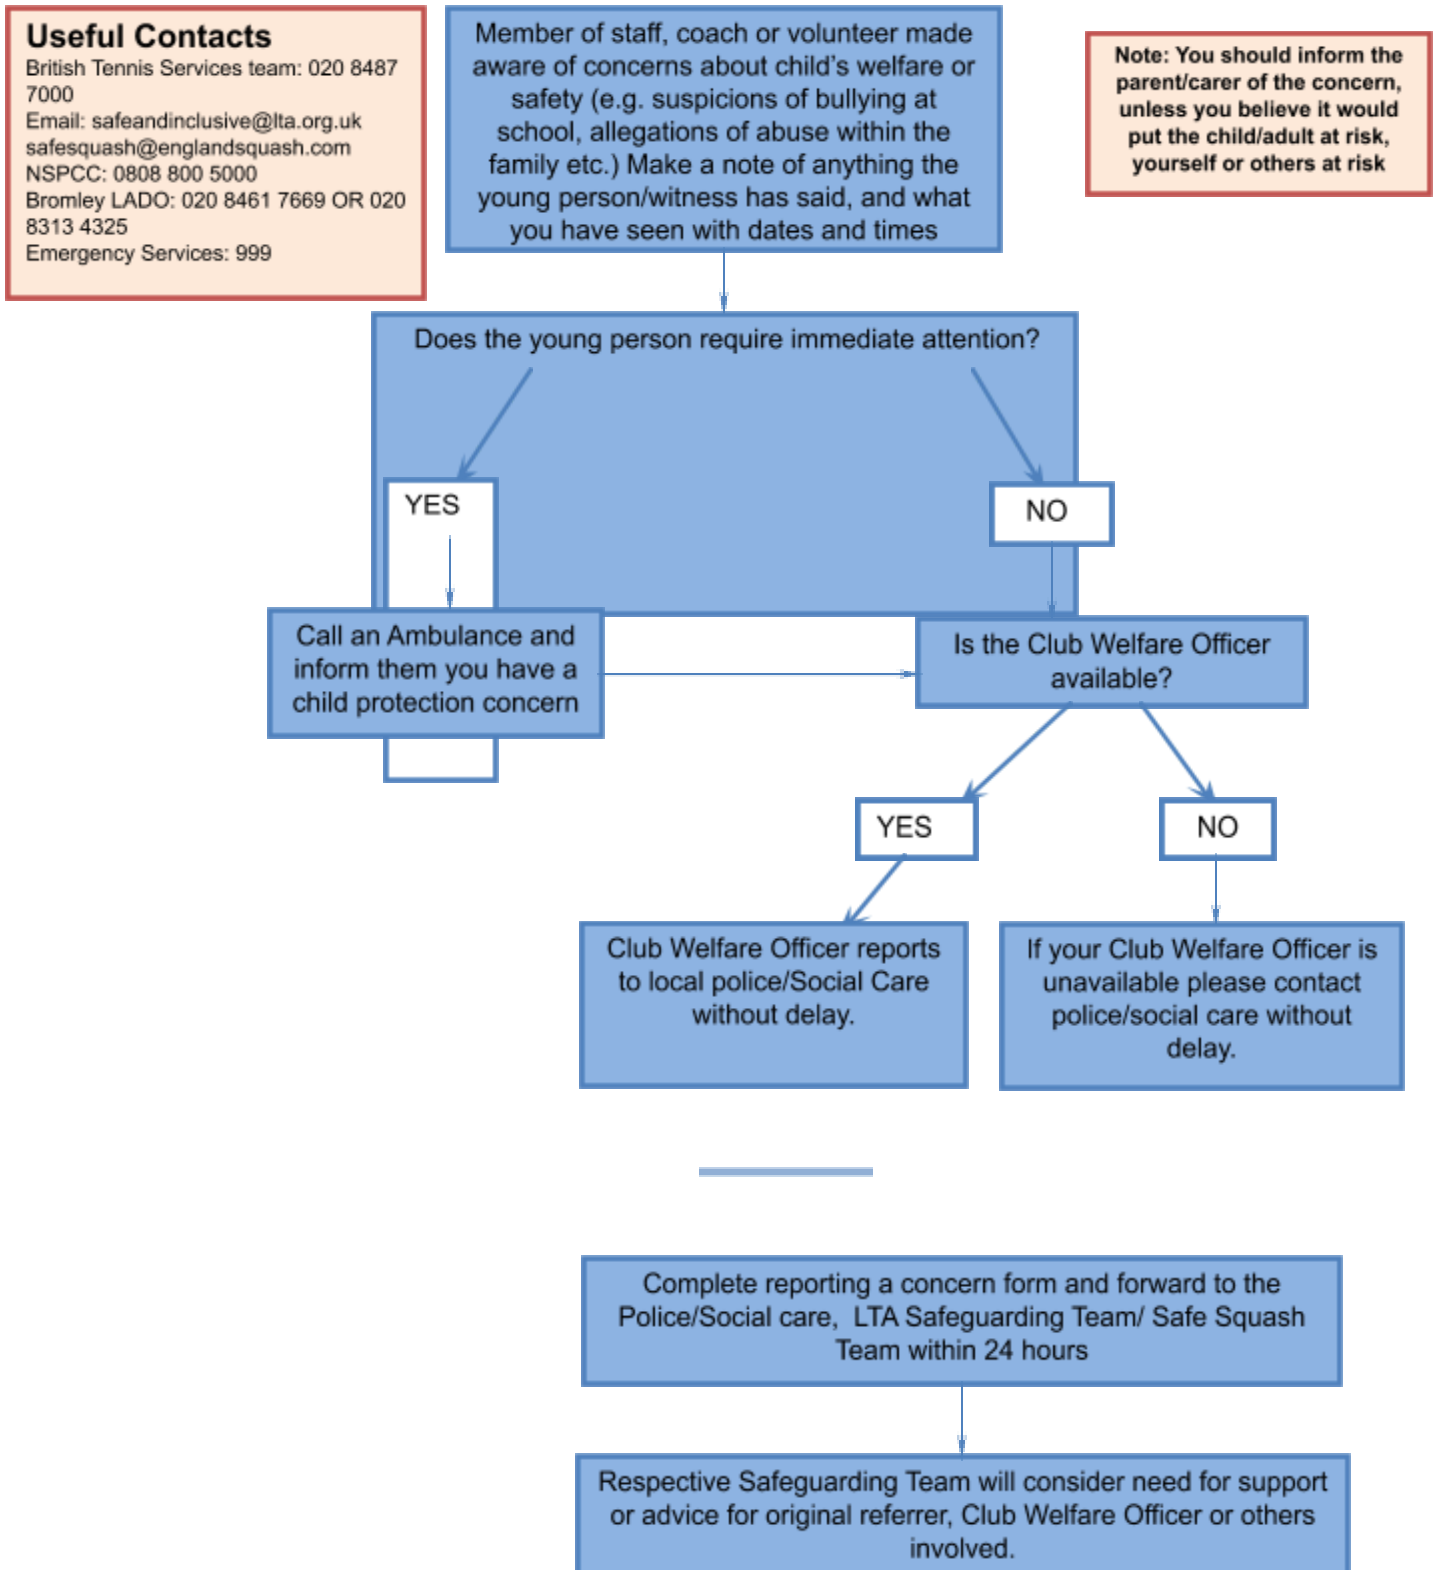 Useful Contacts
British Tennis Services team: 020 8487
7000
Email: safeandinclusive@lta.org.uk
safesquash@englandsquash.com
NSPCC: 0808 800 5000
Bromley LADO: 020 8461 7669 OR 020
8313 4325
Emergency Services: 999
Member of staff, coach or volunteer made
aware of concerns about child's welfare or
safety (e.g. suspicions of bullying at
school, allegations of abuse within the
family etc.) Make a note of anything the
young person/witness has said, and what
you have seen with dates and times
Note: You should inform the
parent/carer of the concern,
unless you believe it would
put the child/adult at risk,
yourself or others at risk
Does the young person require immediate attention?
YES
NO
Call an Ambulance and
inform them you have a
child protection concern
Is the Club Welfare Officer
available?
YES
NO
Club Welfare Officer reports
to local police/Social Care
without delay.
If your Club Welfare Officer is
unavailable please contact
police/social care without
delay.
Complete reporting a concern form and forward to the
Police/Social care,  LTA Safeguarding Team/ Safe Squash
Team within 24 hours
Respective Safeguarding Team will consider need for support
or advice for original referrer, Club Welfare Officer or others
involved.